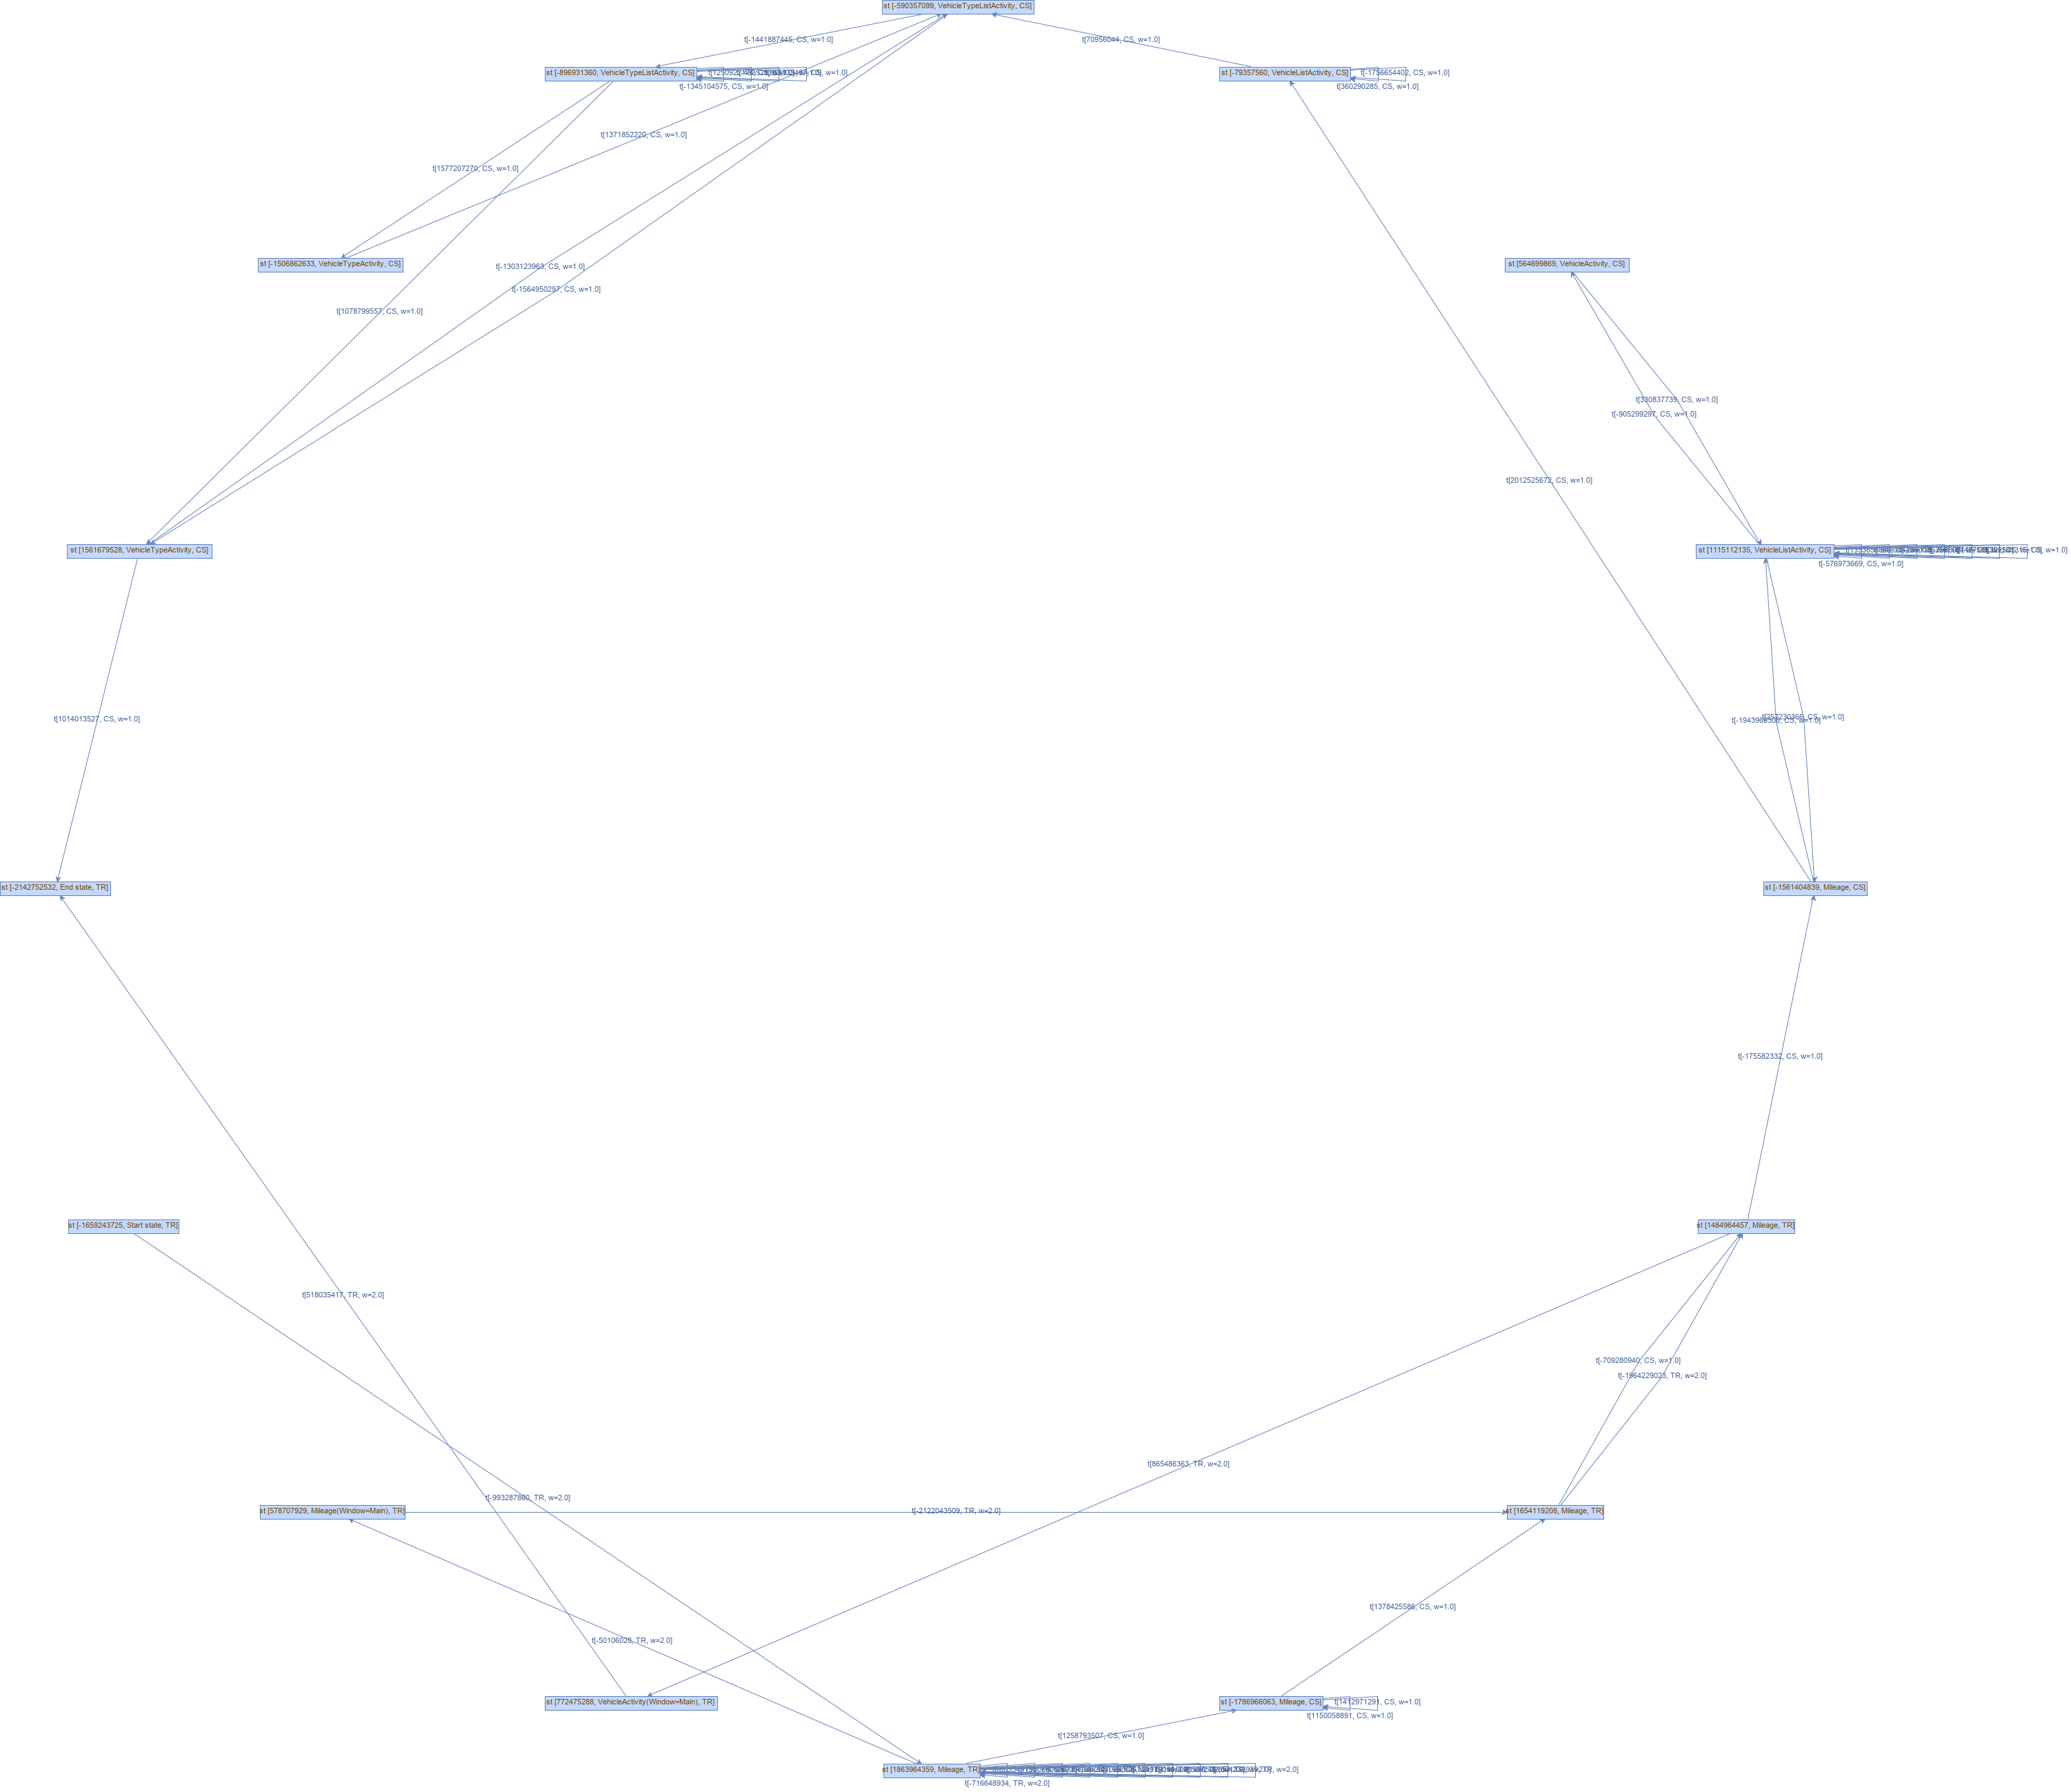 st [-590357099, VehicleTypeListActivity, CS]
t[-1441887445, CS, w=1.0]
t[70956044, CS, w=1.0]
st [-896931360, VehicleTypeListActivity, CS]
st [-79357560, VehicleListActivity, CS]
t[-1756654402, CS, w=1.0]
t[-1345104575, CS, w=1.0]
t[360290285, CS, w=1.0]
t[1371852220, CS, w=1.0]
t[1577207270, CS, w=1.0]
st [-1506862633, VehicleTypeActivity, CS]
t[-1303123963, CS, w=1.0]
st [564699869, VehicleActivity, CS]
t[-1564950297, CS, w=1.0]
t[1078799557, CS, w=1.0]
t[330837739, CS, w=1.0]
t[-905299297, CS, w=1.0]
t[2012525672, CS, w=1.0]
st [1561679528, VehicleTypeActivity, CS]
st [1115112135, VehicleListActivity, CS]
t[-576973669, CS, w=1.0]
t[1014013527, CS, w=1.0]
CS, w=1.0]
st [-2142752532, End state, TR]
st [-1561404839, Mileage, CS]
t[-175582332, CS, w=1.0]
st [-1659243725, Start state, TR]
st [1484964457, Mileage, TR]
t[518035417, TR, w=2.0]
t[-709280940, CS, w=1.0]
t[-1964229023, TR, w=2.0]
t[865486363, TR, w=2.0]
t[-993287860, TR, w=2.0]
st [578707929, Mileage(Window=Main), TR]
t[-2122043509, TR, w=2.0]
st [1654119208, Mileage, TR]
t[1378425586, CS, w=1.0]
t[-50106028, TR, w=2.0]
st [772475288, VehicleActivity(Window=Main), TR]
st [-1786966063, Mileage, CS]
t[1412971291, CS, w=1.0]
t[1150058891, CS, w=1.0]
t[1258793507, CS, w=1.0]
st [1863964359, Mileage, TR]
t[-716648934, TR, w=2.0]